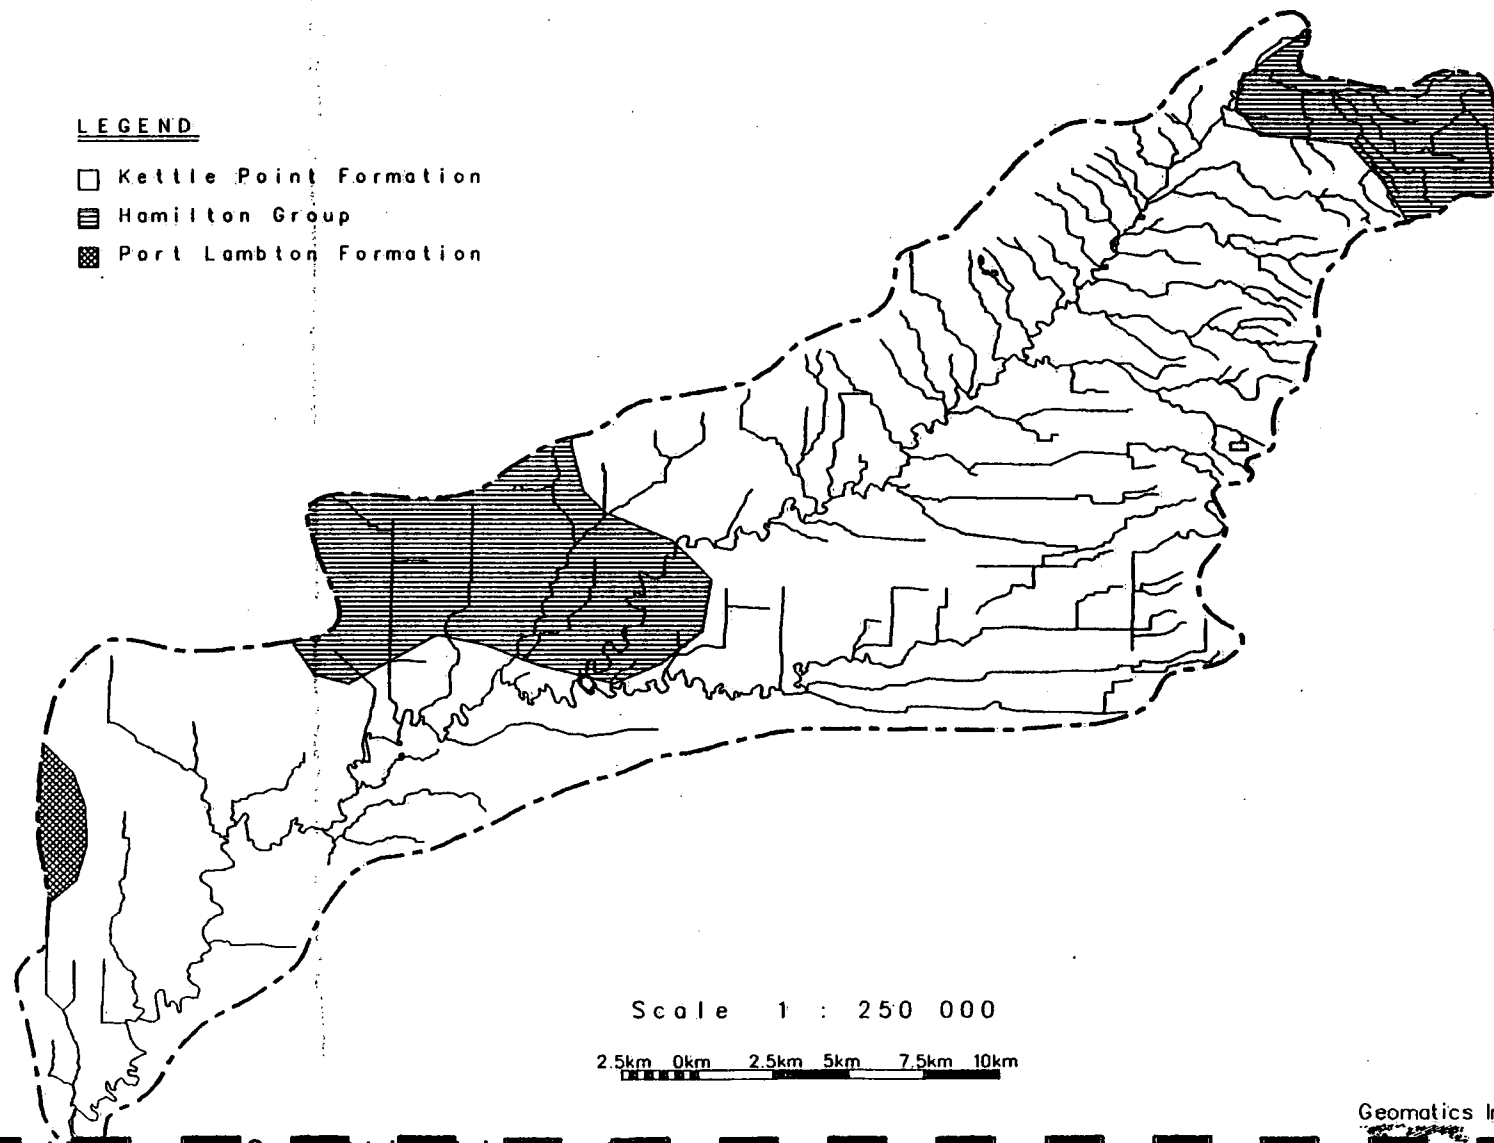 LEGEND
Kettle Point Formation
Hamilton Group
Port Lambton Formation
Scale 1 : 250 000
2.5km 0km 2.5km 5km 7.5km 10km
Geomatics